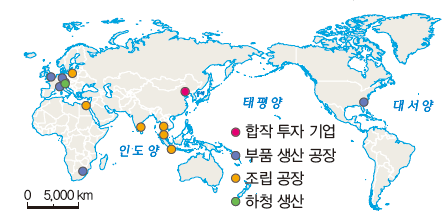 태평양
대서양
인도양
합작 투자 기업
부품 생산 공장
조립 공장
하청 생산
0 5,000 km